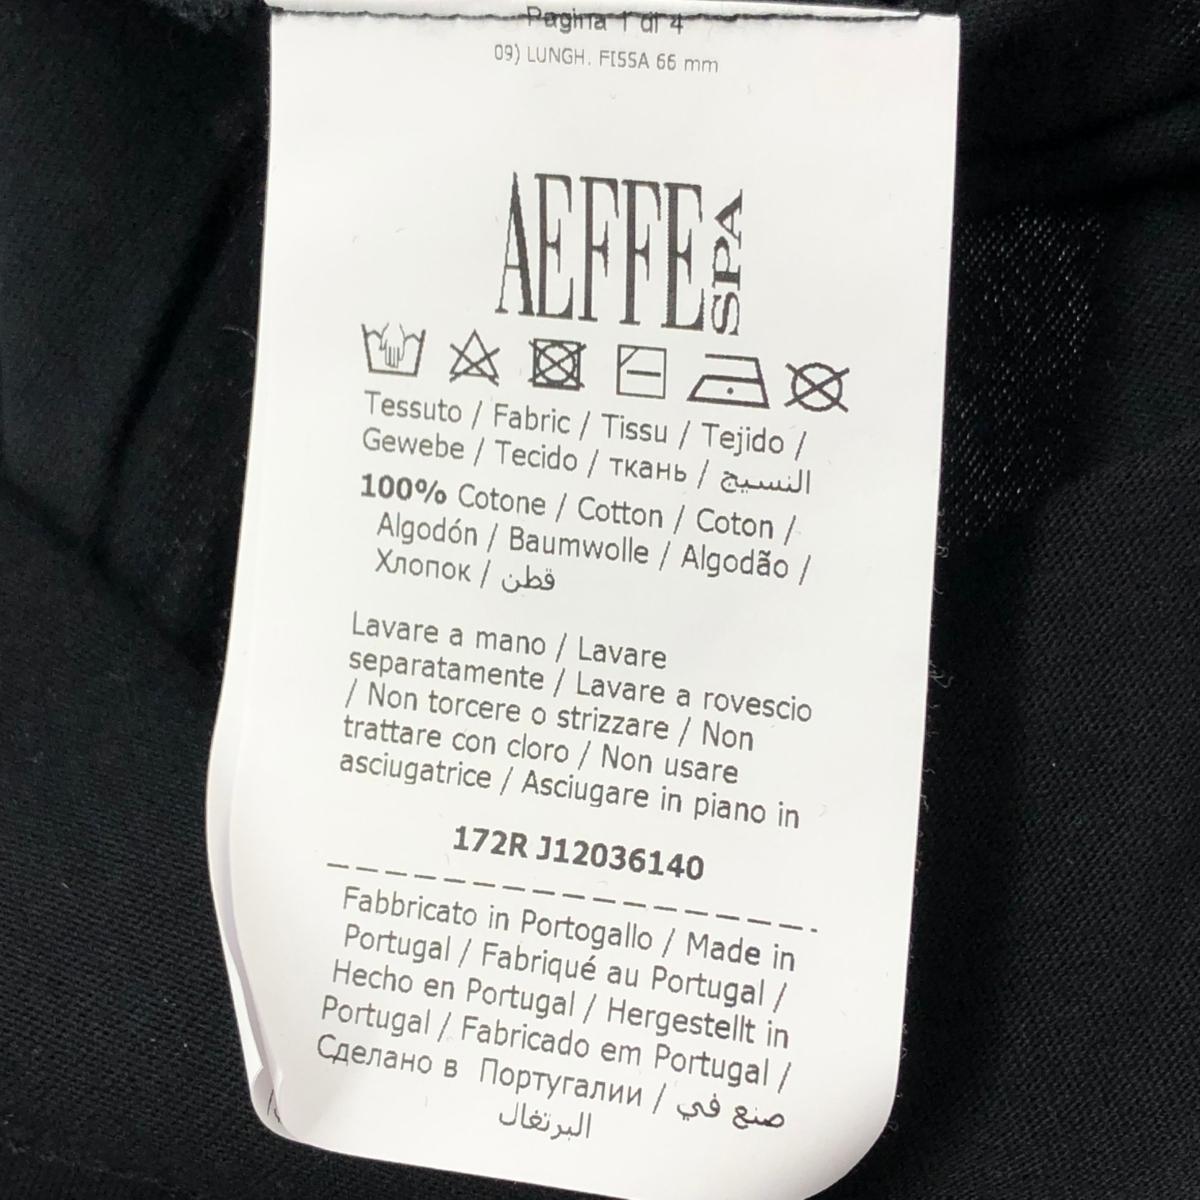 Pagina 1 di 4
09) LUNGH. FISSA 66 mm
AEFFE SPA
Tessuto / Fabric / Tissu / Tejido /
Gewebe / Tecido / ткань / النسيج
100% Cotone / Cotton / Coton /
Algodón / Baumwolle / Algodão /
Хлопок / قطن
Lavare a mano / Lavare
separatamente / Lavare a rovescio
/ Non torcere o strizzare / Non
trattare con cloro / Non usare
asciugatrice / Asciugare in piano in
172R J12036140
Fabbricato in Portogallo / Made in
Portugal / Fabriqué au Portugal /
Hecho en Portugal / Hergestellt in
Portugal / Fabricado em Portugal /
Сделано в Португалии / صنع في
البرتغال